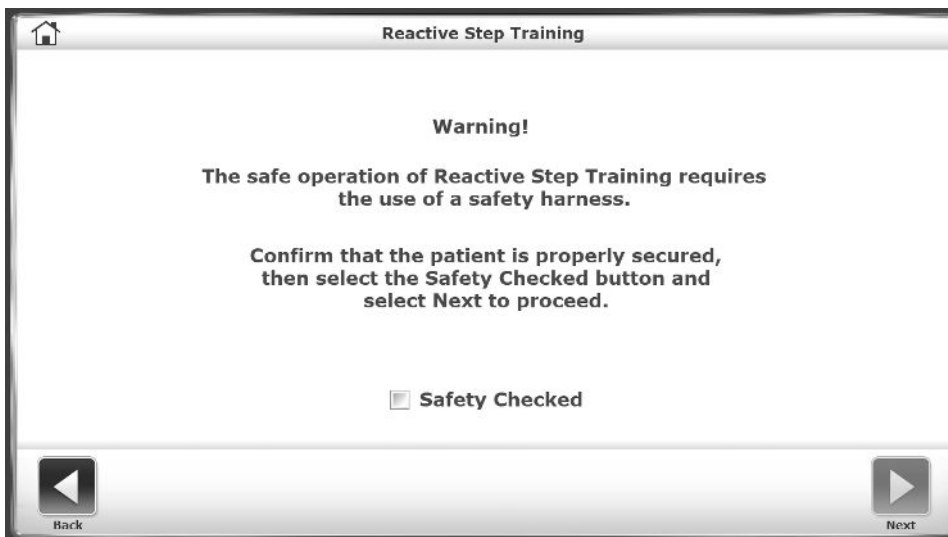 Reactive Step Training
Warning!
The safe operation of Reactive Step Training requires
the use of a safety harness.
Confirm that the patient is properly secured,
then select the Safety Checked button and
select Next to proceed.
Safety Checked
Back
Next